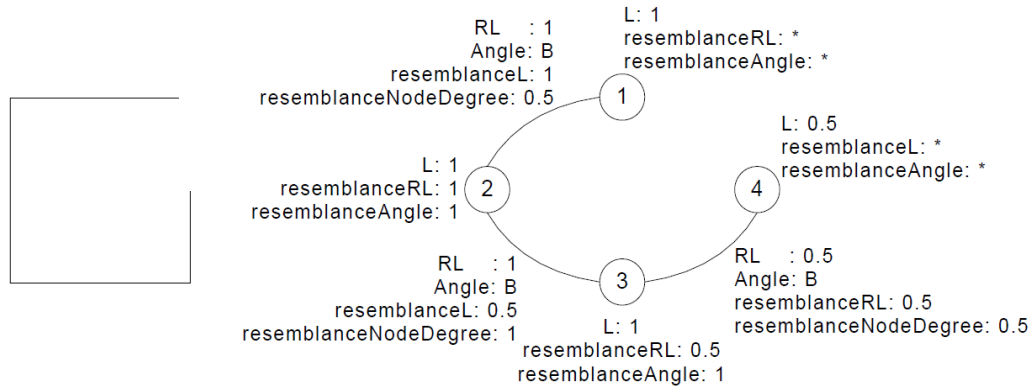 RL : 1
Angle: B
resemblanceL: 1
resemblanceNodeDegree: 0.5
L: 1
resemblanceRL: *
resemblanceAngle: *
1
L: 0.5
resemblanceL: *
resemblanceAngle: *
L: 1
resemblanceRL: 1
resemblanceAngle: 1
2
4
RL : 1
Angle: B
resemblanceL: 0.5
resemblanceNodeDegree: 1
3
L: 1
resemblanceRL: 0.5
resemblanceAngle: 1
RL : 0.5
Angle: B
resemblanceRL: 0.5
resemblanceNodeDegree: 0.5